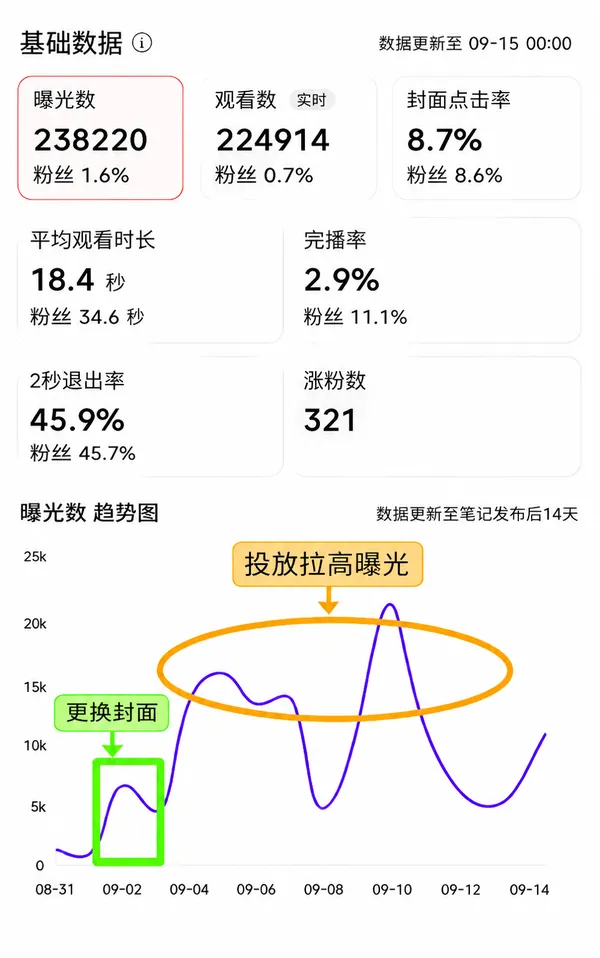 基础数据 i
数据更新至 09-15 00:00
曝光数
238220
粉丝 1.6%
观看数 实时
224914
粉丝 0.7%
封面点击率
8.7%
粉丝 8.6%
平均观看时长
18.4 秒
粉丝 34.6 秒
完播率
2.9%
粉丝 11.1%
2秒退出率
45.9%
粉丝 45.7%
涨粉数
321
曝光数 趋势图
数据更新至笔记发布后14天
25k
投放拉高曝光
20k
15k
更换封面
10k
5k
0
08-31 09-02 09-04 09-06 09-08 09-10 09-12 09-14